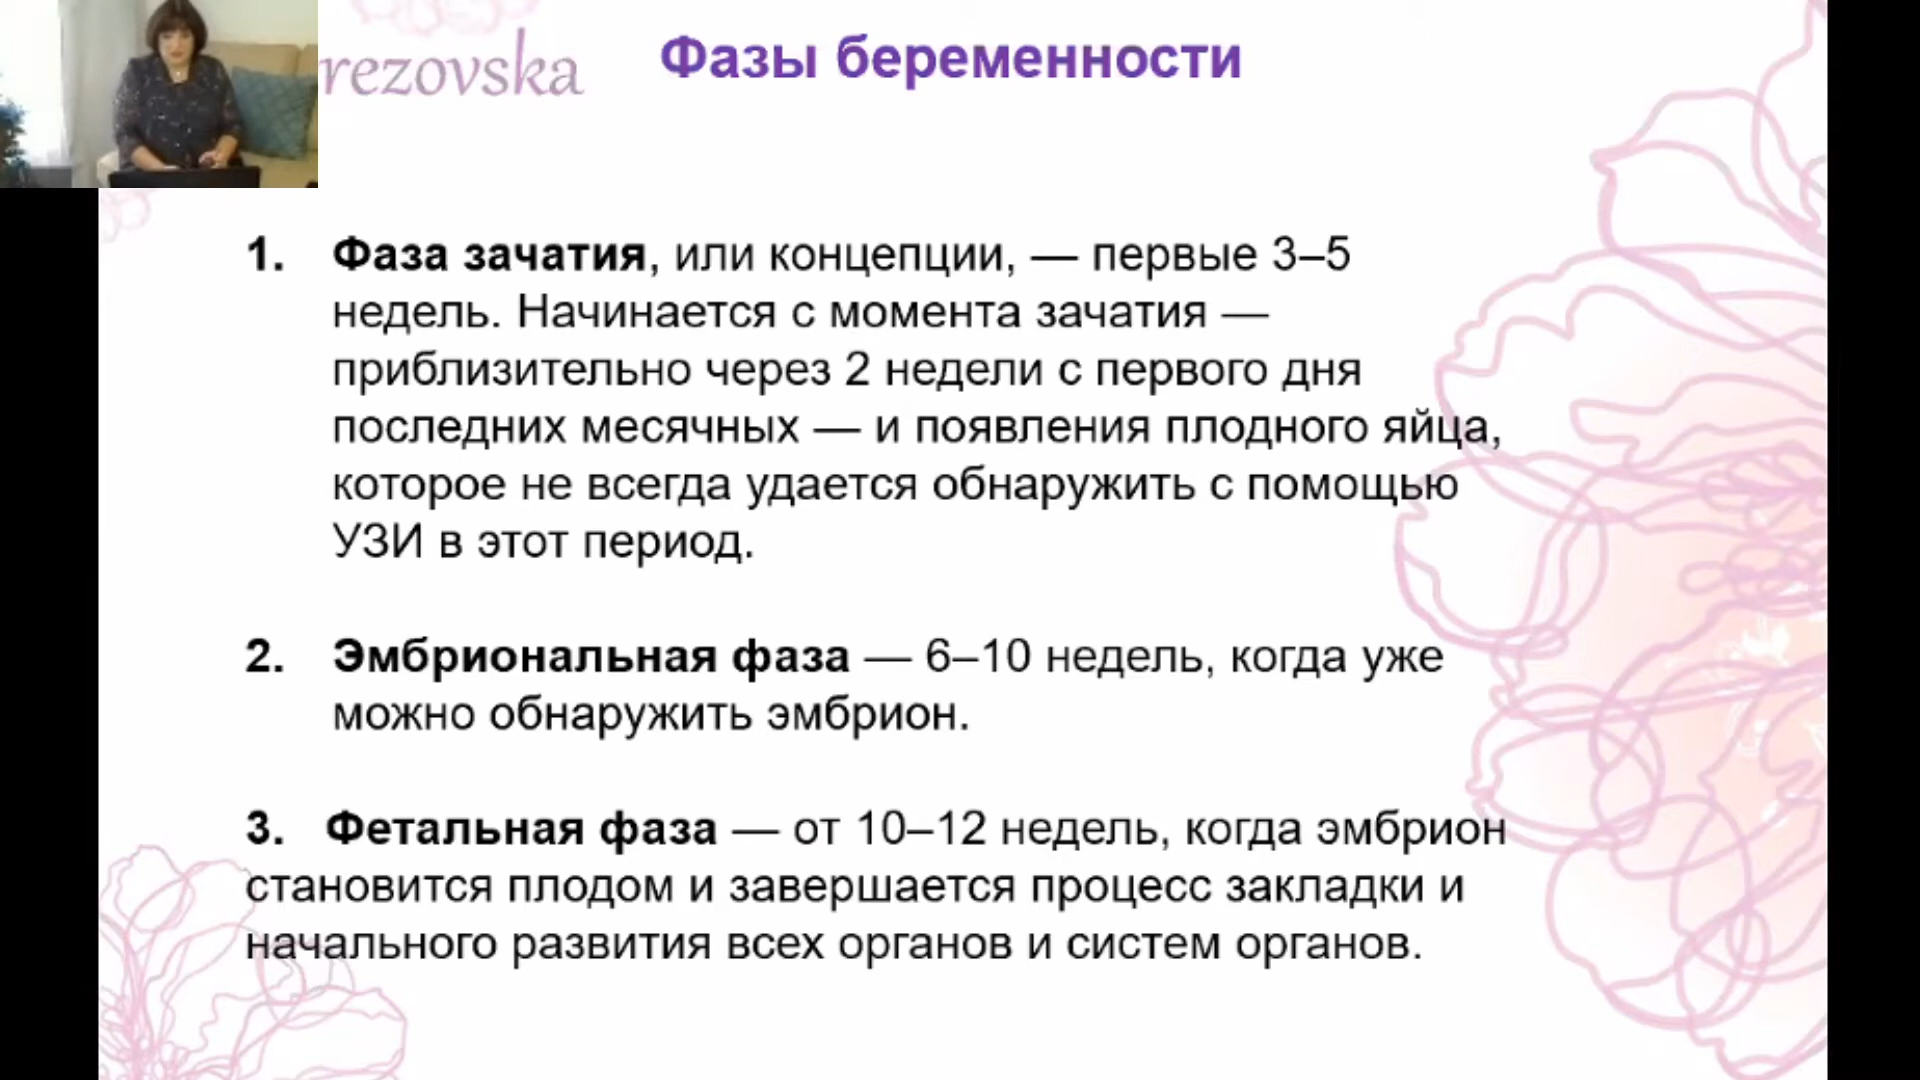 rezovska
Фазы беременности
1. Фаза зачатия, или концепции, — первые 3–5
недель. Начинается с момента зачатия —
приблизительно через 2 недели с первого дня
последних месячных — и появления плодного яйца,
которое не всегда удается обнаружить с помощью
УЗИ в этот период.
2. Эмбриональная фаза — 6–10 недель, когда уже
можно обнаружить эмбрион.
3. Фетальная фаза — от 10–12 недель, когда эмбрион
становится плодом и завершается процесс закладки и
начального развития всех органов и систем органов.